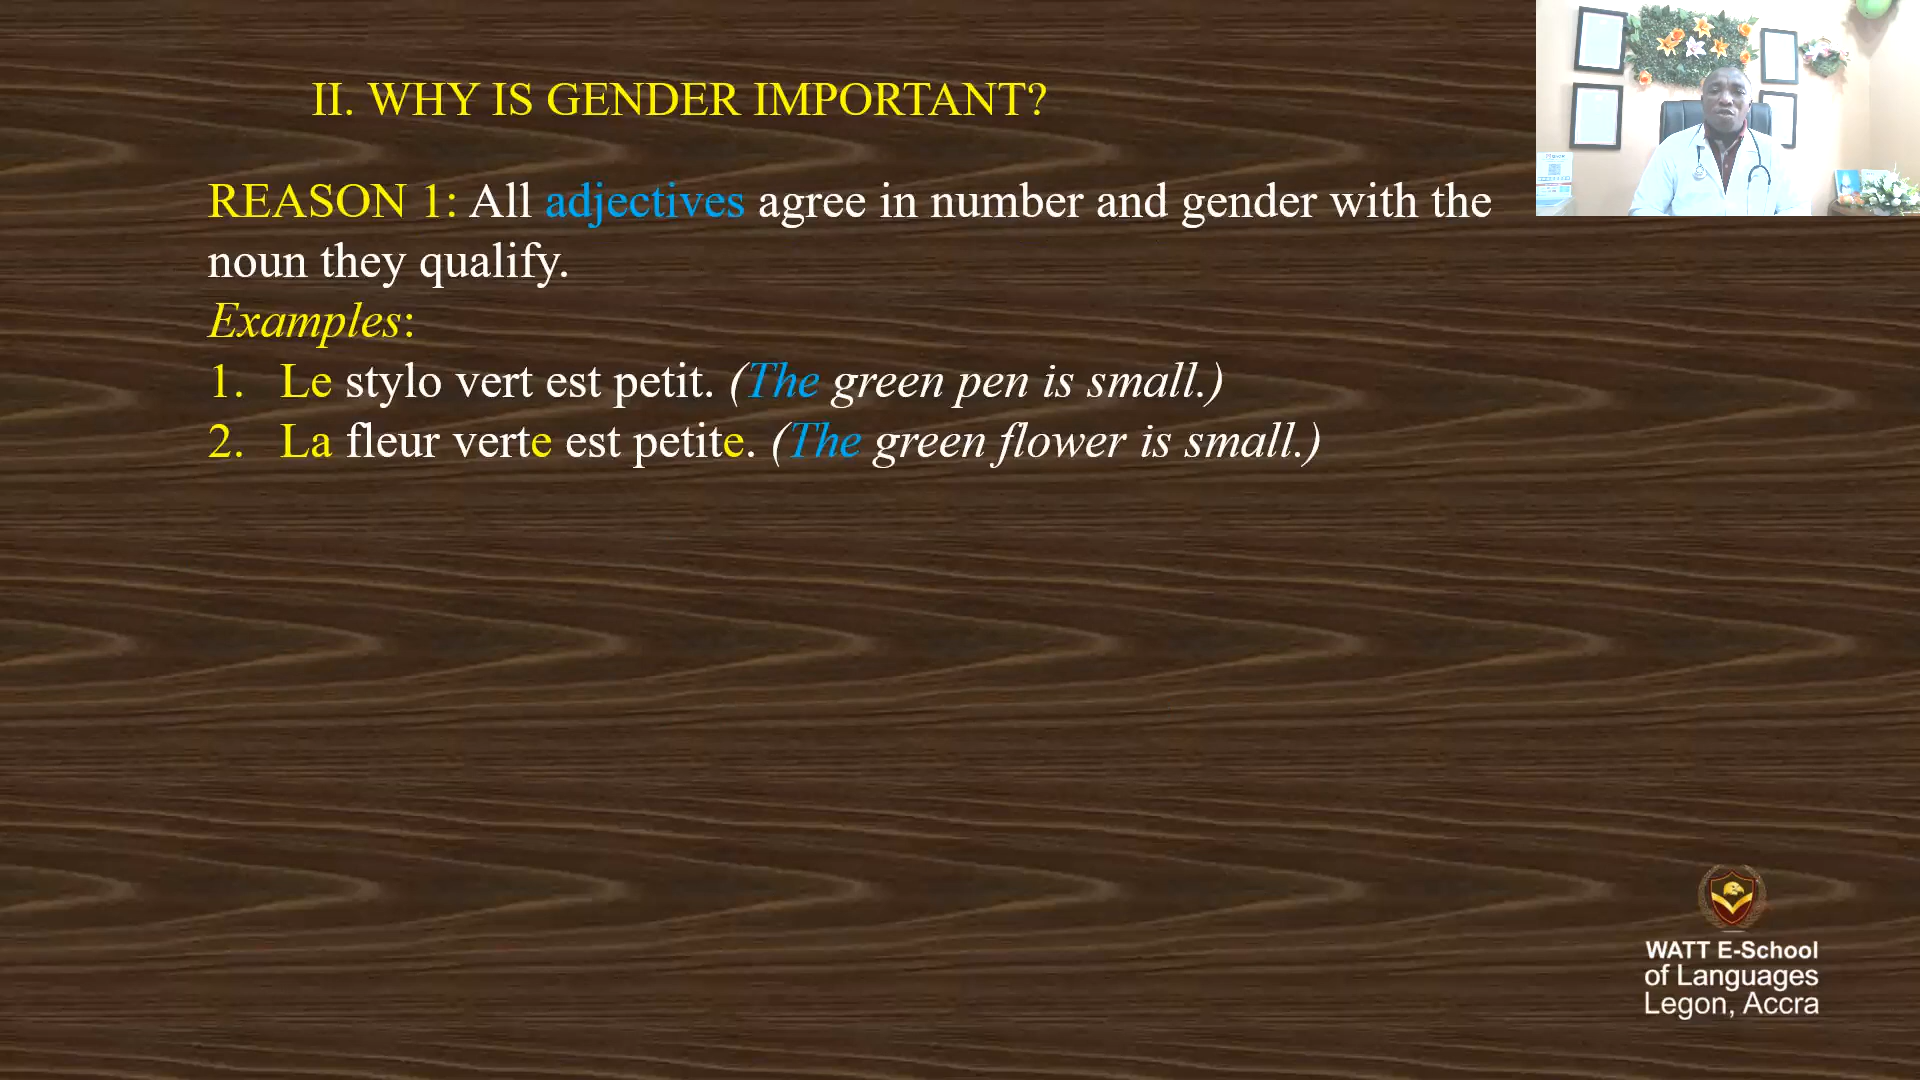 II. WHY IS GENDER IMPORTANT?
REASON 1: All adjectives agree in number and gender with the
noun they qualify.
Examples:
1. Le stylo vert est petit. (The green pen is small.)
2. La fleur verte est petite. (The green flower is small.)
WATT E-School
of Languages
Legon, Accra